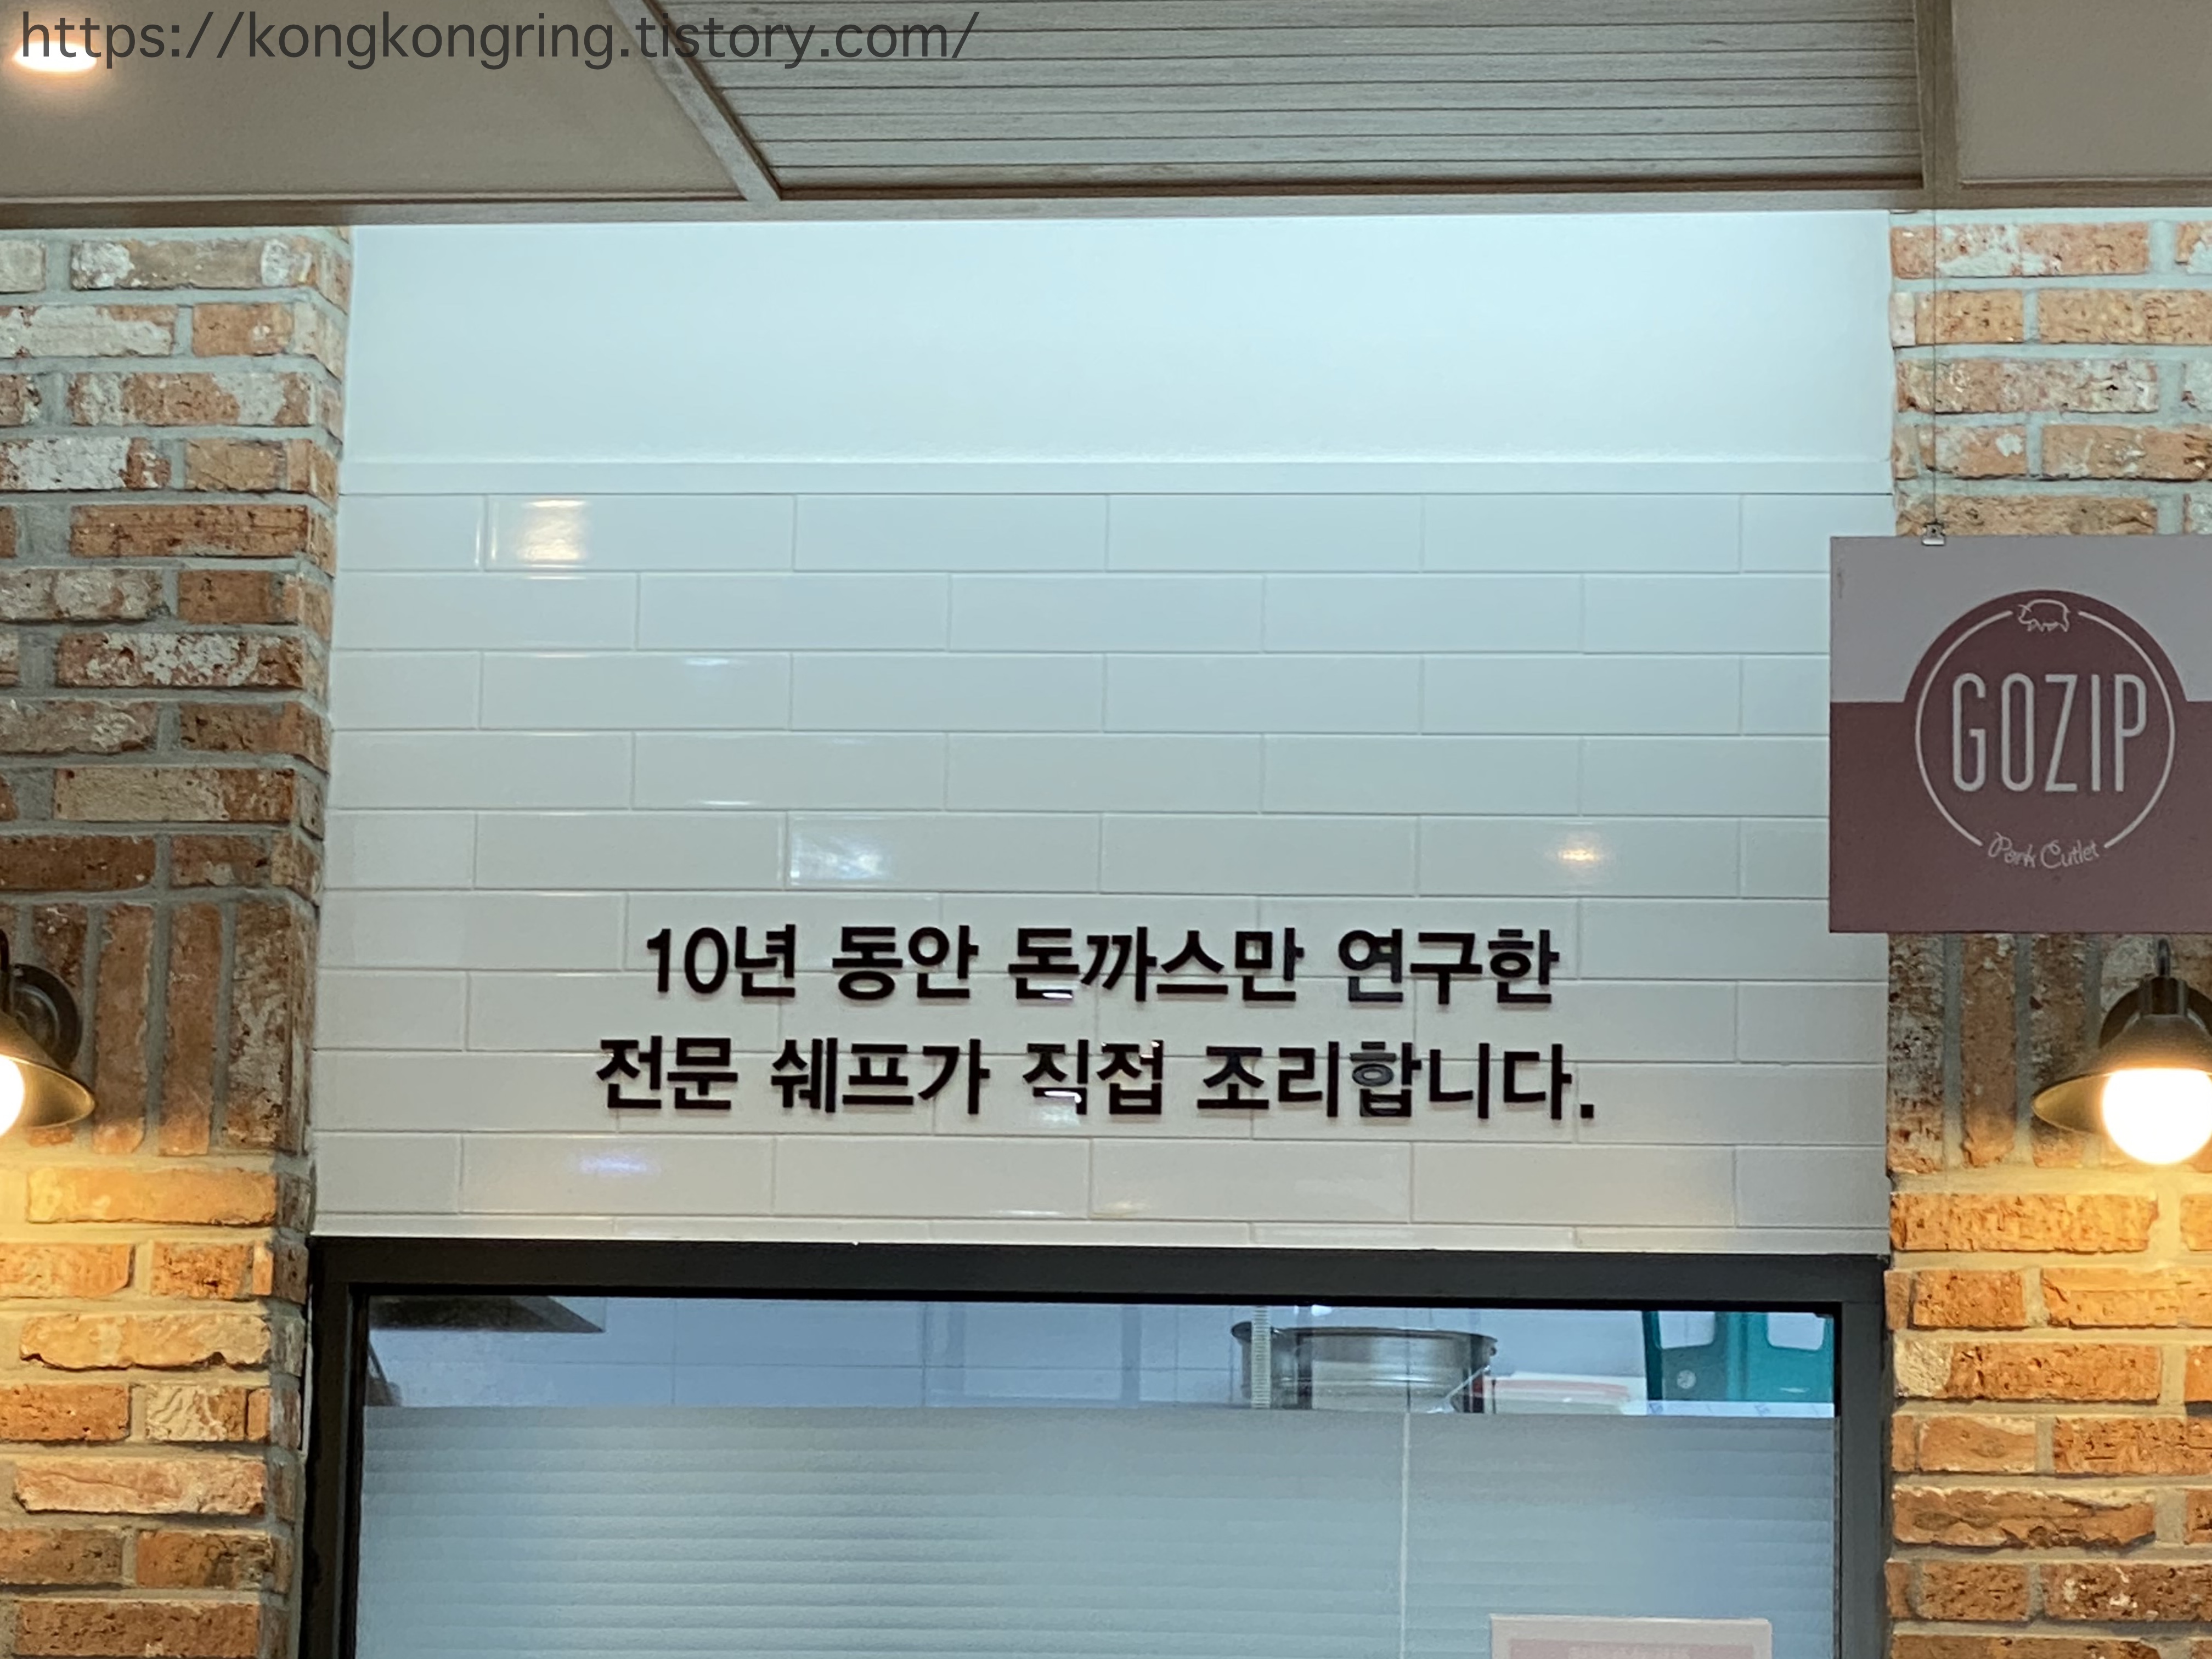 https://kongkongring.tistory.com/
GOZIP
Pork Cutlet
10년 동안 돈까스만 연구한
전문 쉐프가 직접 조리합니다.